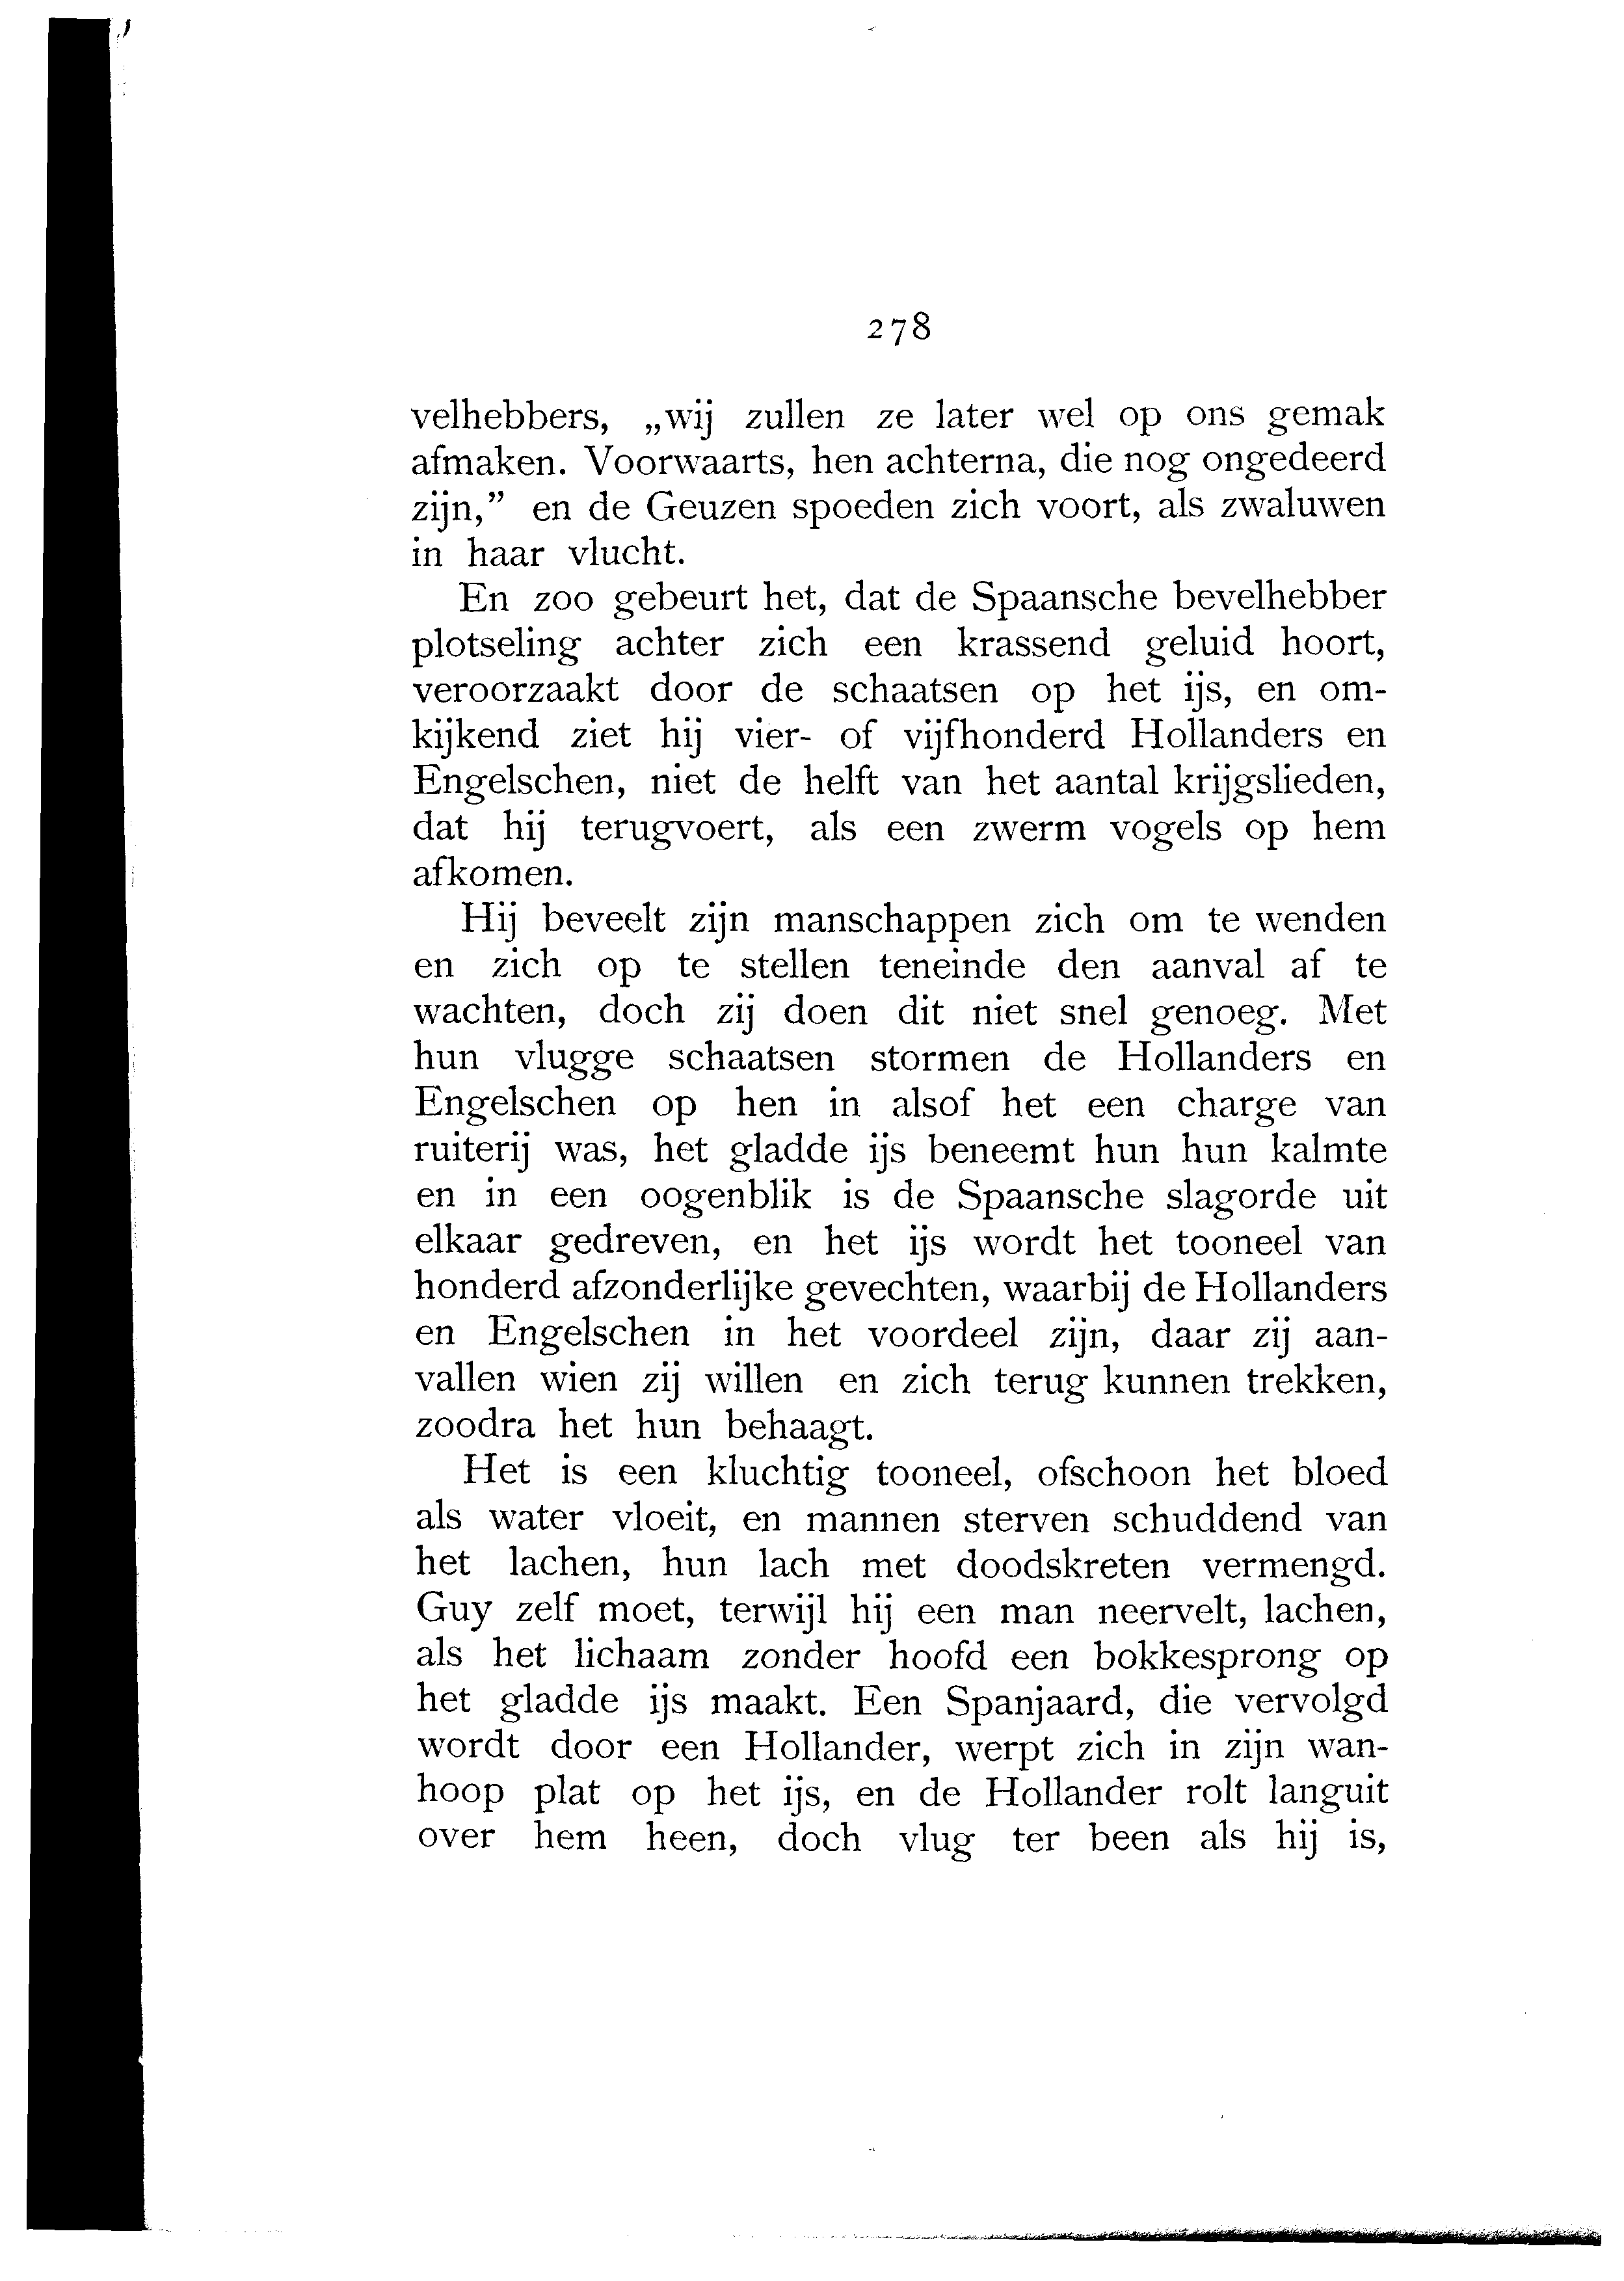 278
velhebbers, „wij zullen ze later wel op ons gemak
afmaken. Voorwaarts, hen achterna, die nog ongedeerd
zijn,” en de Geuzen spoeden zich voort, als zwaluwen
in haar vlucht.
En zoo gebeurt het, dat de Spaansche bevelhebber
plotseling achter zich een krassend geluid hoort,
veroorzaakt door de schaatsen op het ijs, en om-
kijkend ziet hij vier- of vijfhonderd Hollanders en
Engelschen, niet de helft van het aantal krijgslieden,
dat hij terugvoert, als een zwerm vogels op hem
afkomen.
Hij beveelt zijn manschappen zich om te wenden
en zich op te stellen teneinde den aanval af te
wachten, doch zij doen dit niet snel genoeg. Met
hun vlugge schaatsen stormen de Hollanders en
Engelschen op hen in alsof het een charge van
ruiterij was, het gladde ijs beneemt hun hun kalmte
en in een oogenblik is de Spaansche slagorde uit
elkaar gedreven, en het ijs wordt het tooneel van
honderd afzonderlijke gevechten, waarbij de Hollanders
en Engelschen in het voordeel zijn, daar zij aan-
vallen wien zij willen en zich terug kunnen trekken,
zoodra het hun behaagt.
Het is een kluchtig tooneel, ofschoon het bloed
als water vloeit, en mannen sterven schuddend van
het lachen, hun lach met doodskreten vermengd.
Guy zelf moet, terwijl hij een man neervelt, lachen,
als het lichaam zonder hoofd een bokkesprong op
het gladde ijs maakt. Een Spanjaard, die vervolgd
wordt door een Hollander, werpt zich in zijn wan-
hoop plat op het ijs, en de Hollander rolt languit
over hem heen, doch vlug ter been als hij is,